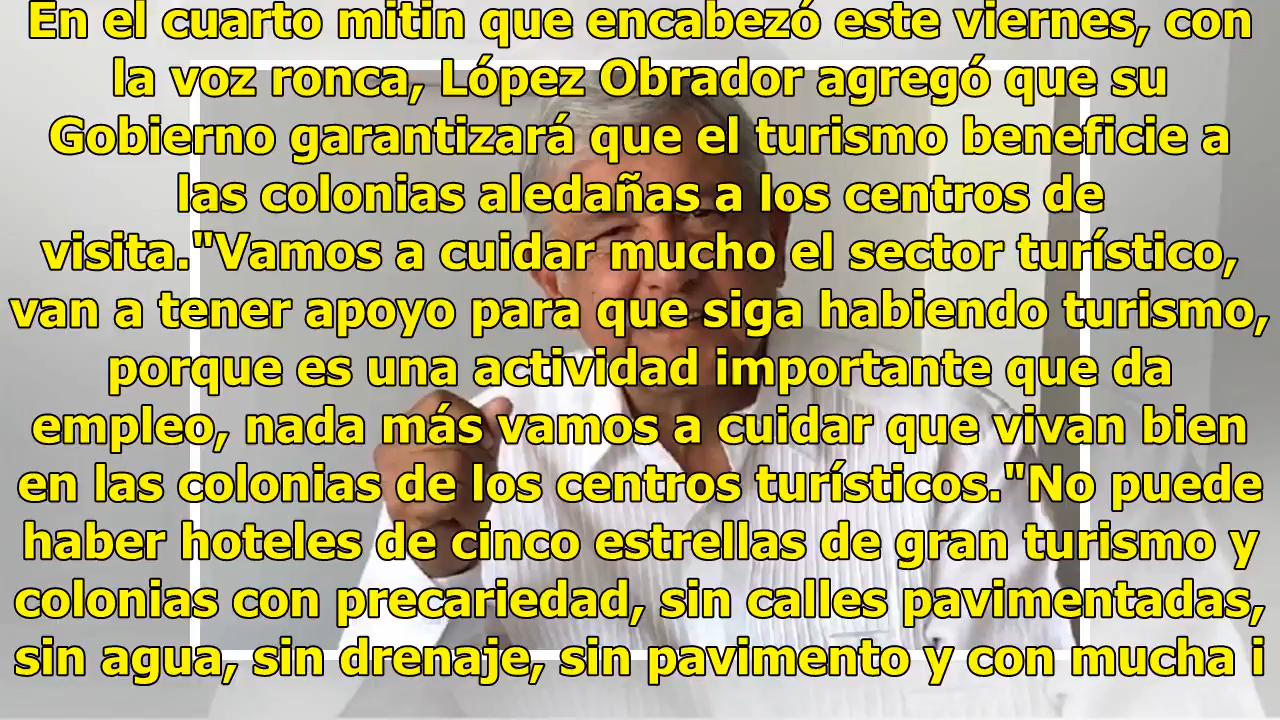 En el cuarto mitin que encabezó este viernes, con
la voz ronca, López Obrador agregó que su
Gobierno garantizará que el turismo beneficie a
las colonias aledañas a los centros de
visita."Vamos a cuidar mucho el sector turístico,
van a tener apoyo para que siga habiendo turismo,
porque es una actividad importante que da
empleo, nada más vamos a cuidar que vivan bien
en las colonias de los centros turísticos."No puede
haber hoteles de cinco estrellas de gran turismo y
colonias con precariedad, sin calles pavimentadas,
sin agua, sin drenaje, sin pavimento y con mucha i